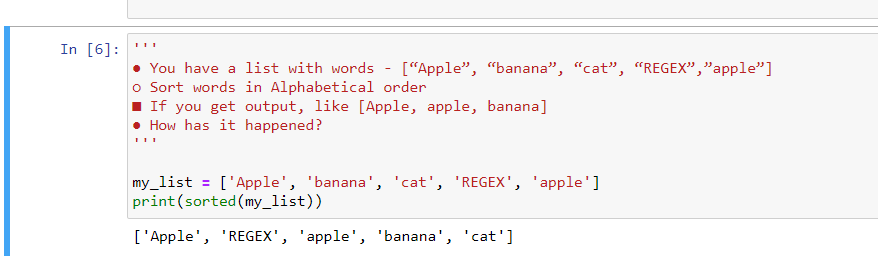 In [6]: '''
● You have a list with words - [“Apple”, “banana”, “cat”, “REGEX”,”apple”]
○ Sort words in Alphabetical order
■ If you get output, like [Apple, apple, banana]
● How has it happened?
'''
my_list = ['Apple', 'banana', 'cat', 'REGEX', 'apple']
print(sorted(my_list))
['Apple', 'REGEX', 'apple', 'banana', 'cat']